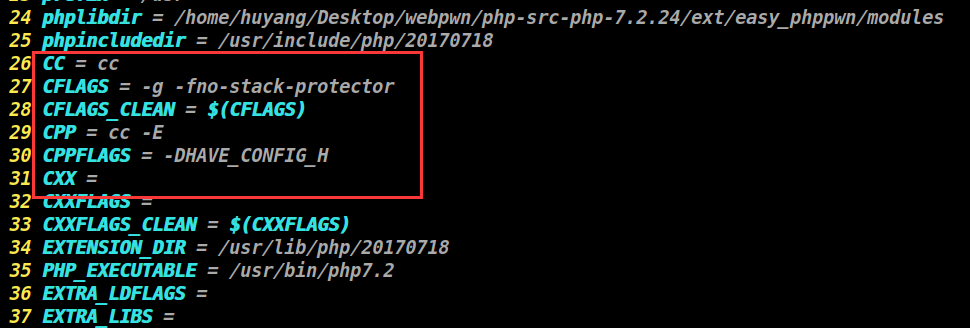 24 phplibdir = /home/huyang/Desktop/webpwn/php-src-php-7.2.24/ext/easy_phppwn/modules
25 phpincludedir = /usr/include/php/20170718
26 CC = cc
27 CFLAGS = -g -fno-stack-protector
28 CFLAGS_CLEAN = $(CFLAGS)
29 CPP = cc -E
30 CPPFLAGS = -DHAVE_CONFIG_H
31 CXX =
32 CXXFLAGS =
33 CXXFLAGS_CLEAN = $(CXXFLAGS)
34 EXTENSION_DIR = /usr/lib/php/20170718
35 PHP_EXECUTABLE = /usr/bin/php7.2
36 EXTRA_LDFLAGS =
37 EXTRA_LIBS =